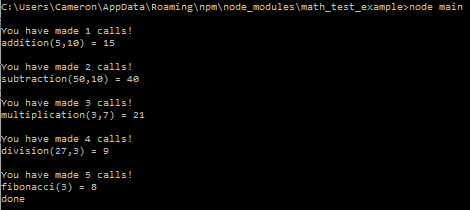 C:\Users\Cameron\AppData\Roaming\npm\node_modules\math_test_example>node main
You have made 1 calls!
addition(5,10) = 15
You have made 2 calls!
subtraction(50,10) = 40
You have made 3 calls!
multiplication(3,7) = 21
You have made 4 calls!
division(27,3) = 9
You have made 5 calls!
fibonacci(3) = 8
done